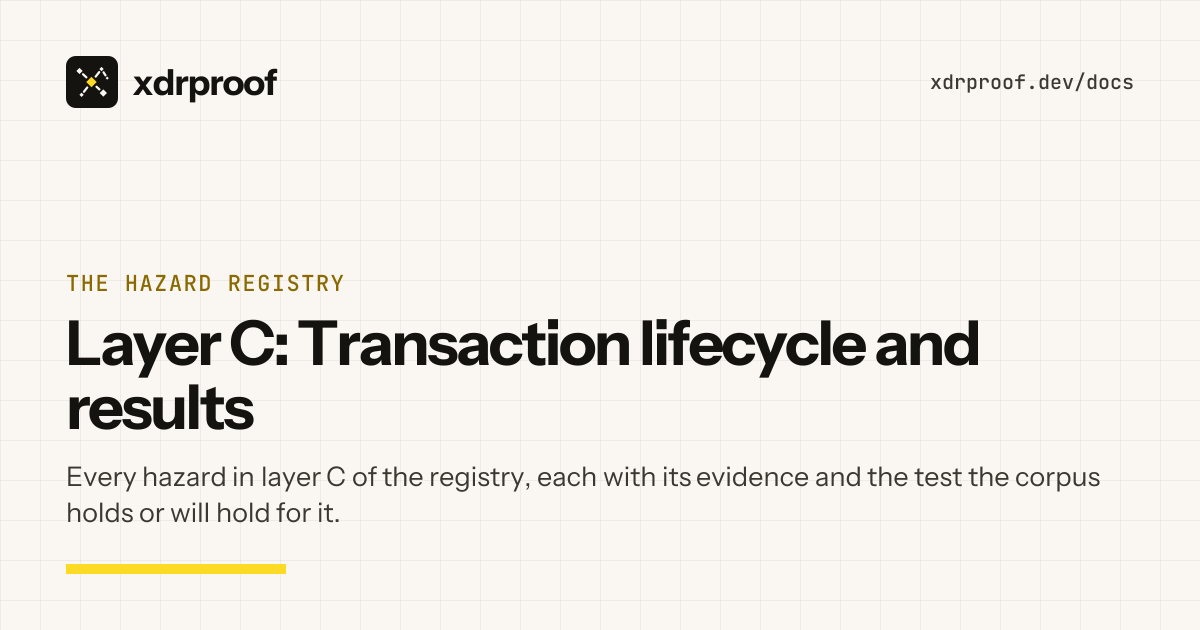 xdrproof
xdrproof.dev/docs
THE HAZARD REGISTRY
Layer C: Transaction lifecycle and
results
Every hazard in layer C of the registry, each with its evidence and the test the corpus
holds or will hold for it.